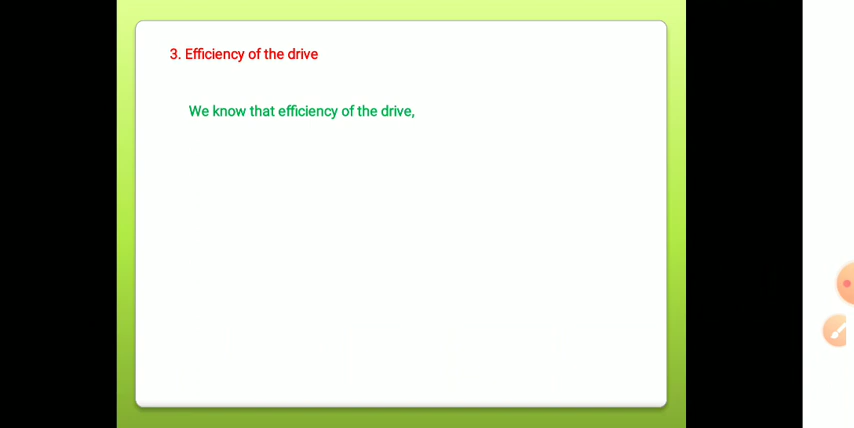 3. Efficiency of the drive
We know that efficiency of the drive,